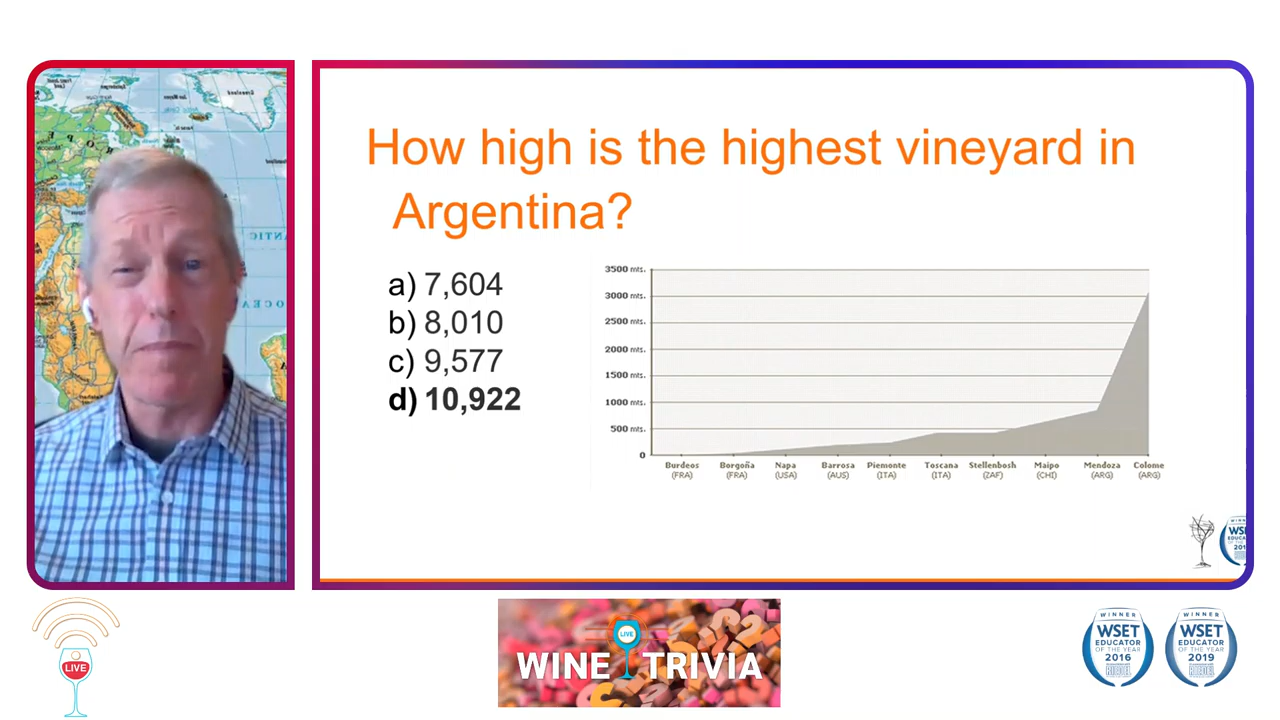 How high is the highest vineyard in
Argentina?
a) 7,604
b) 8,010
c) 9,577
d) 10,922
3500 mts.
3000 mts.
2500 mts.
2000 mts.
1500 mts.
1000 mts.
500 mts.
0
Burdeos Borgoña Napa Barrosa Piemonte Toscana Stellenbosh Maipo Mendoza Colome
(FRA) (FRA) (USA) (AUS) (ITA) (ITA) (ZAF) (CHI) (ARG) (ARG)
LIVE
LIVE
WINE TRIVIA
WINNER WINNER
WSET WSET
EDUCATOR EDUCATOR
OF THE YEAR OF THE YEAR
2016 2019
RIEDEL RIEDEL